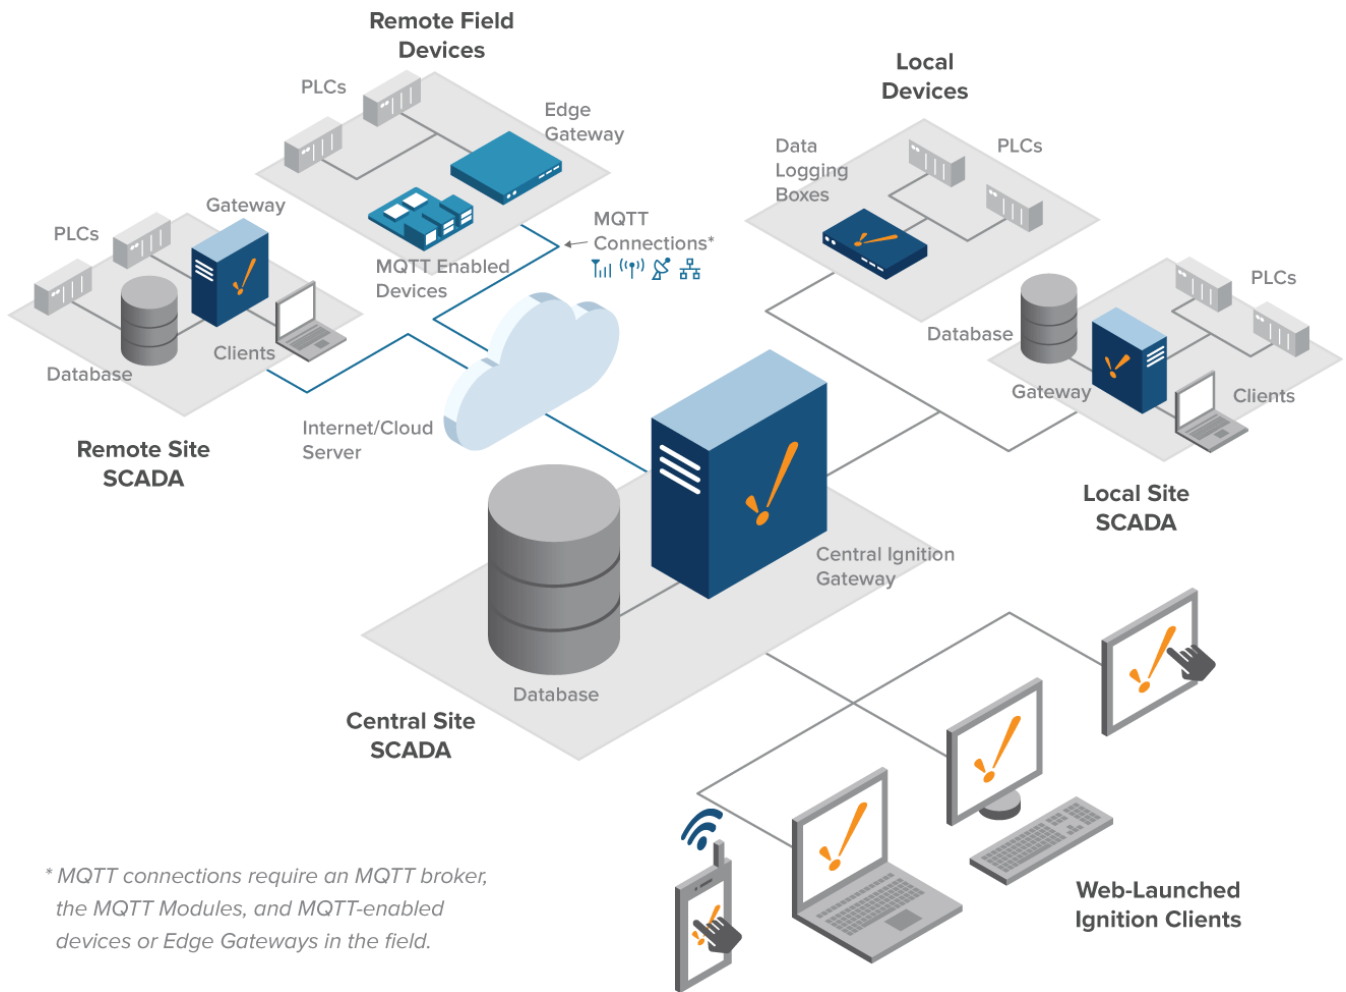 Remote Field
Devices
PLCs
Edge
Gateway
MQTT Enabled
Devices
MQTT
Connections*
Local
Devices
Data
Logging
Boxes
PLCs
Gateway
PLCs
Database
Clients
Remote Site
SCADA
Internet/Cloud
Server
PLCs
Database
Gateway
Clients
Local Site
SCADA
Central Ignition
Gateway
Database
Central Site
SCADA
Web-Launched
Ignition Clients
* MQTT connections require an MQTT broker,
the MQTT Modules, and MQTT-enabled
devices or Edge Gateways in the field.